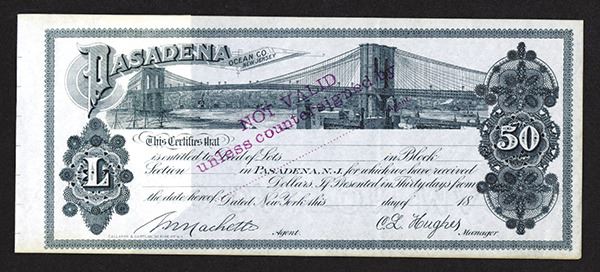 PASADENA
OCEAN CO.
NEW JERSEY
NOT VALID
unless countersigned by
This Certifies that
is entitled to Deed of Lots in Block
Section in PASADENA, N.J. for which we have received
Dollars, If Presented in Thirty days from
the date hereof. Dated New York this day of 18
L
50
Agent.
C L Hughes
Manager